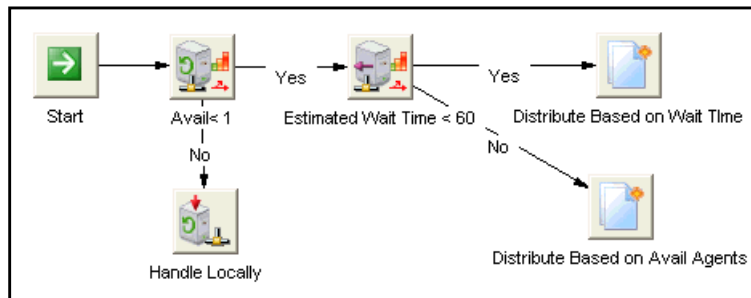 Start
Avail< 1
Yes
Estimated Wait Time < 60
Yes
Distribute Based on Wait TIme
No
No
Handle Locally
Distribute Based on Avail Agents